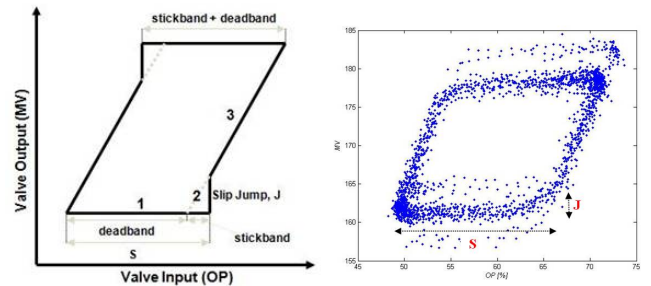 stickband + deadband
Valve Output (MV)
3
1
2
Slip Jump, J
deadband
stickband
S
Valve Input (OP)
185
180
175
170
165
160
155
MV
J
S
45
50
55
60
65
70
75
OP [%]